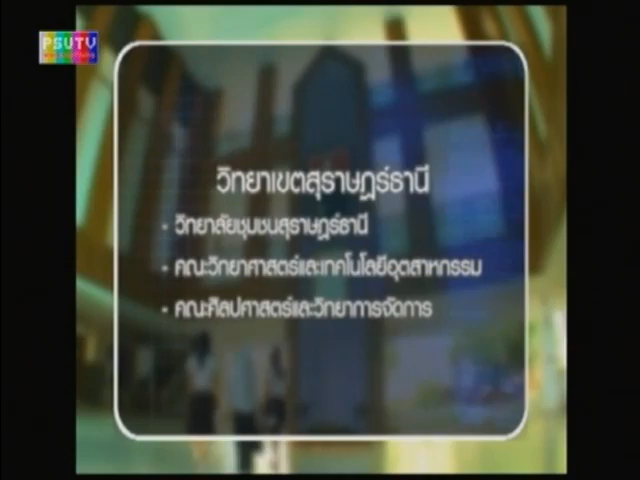 PSUTV
วิทยาเขตสุราษฎร์ธานี
- วิทยาลัยชุมชนสุราษฎร์ธานี
- คณะวิทยาศาสตร์และเทคโนโลยีอุตสาหกรรม
- คณะศิลปศาสตร์และวิทยาการจัดการ